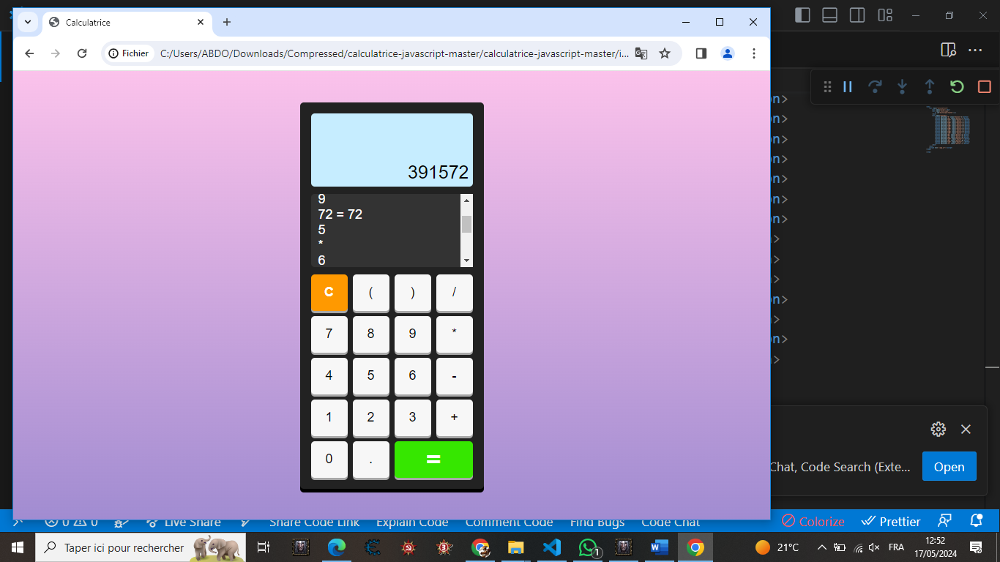 Calculatrice
Fichier
C:/Users/ABDO/Downloads/Compressed/calculatrice-javascript-master/calculatrice-javascript-master/i...
391572
9
72 = 72
5
*
6
C ( ) /
7 8 9 *
4 5 6 -
1 2 3 +
0 . =
on>
on>
on>
on>
on>
on>
on>
>
>
>
on>
>
on>
>
Chat, Code Search (Exte...
Open
0 0 Live Share Share Code Link Explain Code Comment Code Find Bugs Code Chat Colorize Prettier
Taper ici pour rechercher
1
W
21°C
FRA
12:52
17/05/2024